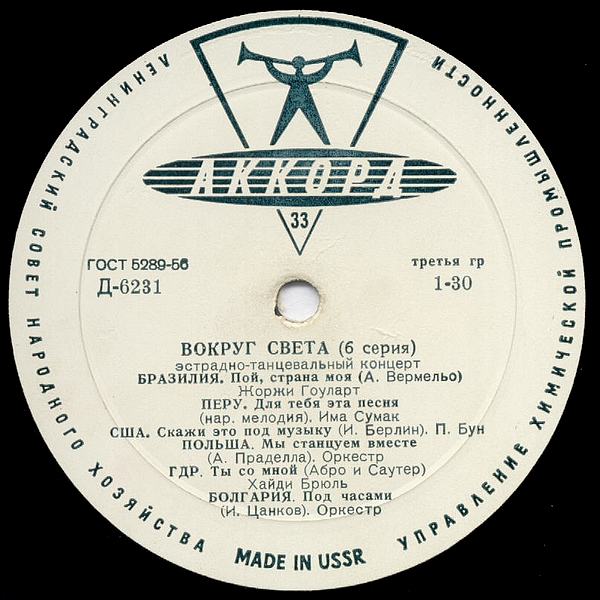 ЛЕНИНГРАДСКИЙ СОВЕТ НАРОДНОГО ХОЗЯЙСТВА
УПРАВЛЕНИЕ ХИМИЧЕСКОЙ ПРОМЫШЛЕННОСТИ
АККОРД
33
ГОСТ 5289-56
третья гр
Д-6231
1-30
ВОКРУГ СВЕТА (6 серия)
эстрадно-танцевальный концерт
БРАЗИЛИЯ. Пой, страна моя (А. Вермельо)
Жоржи Гоуларт
ПЕРУ. Для тебя эта песня
(нар. мелодия). Има Сумак
США. Скажи это под музыку (И. Берлин). П. Бун
ПОЛЬША. Мы станцуем вместе
(А. Праделла). Оркестр
ГДР. Ты со мной (Абро и Саутер)
Хайди Брюль
БОЛГАРИЯ. Под часами
(И. Цанков). Оркестр
MADE IN USSR